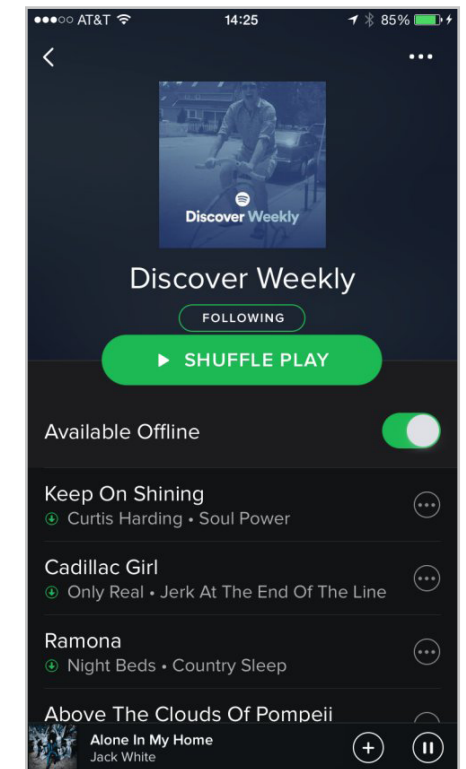 AT&T 14:25 85%
Discover Weekly
Discover Weekly
FOLLOWING
SHUFFLE PLAY
Available Offline
Keep On Shining
Curtis Harding • Soul Power
Cadillac Girl
Only Real • Jerk At The End Of The Line
Ramona
Night Beds • Country Sleep
Above The Clouds Of Pompeii
Alone In My Home
Jack White